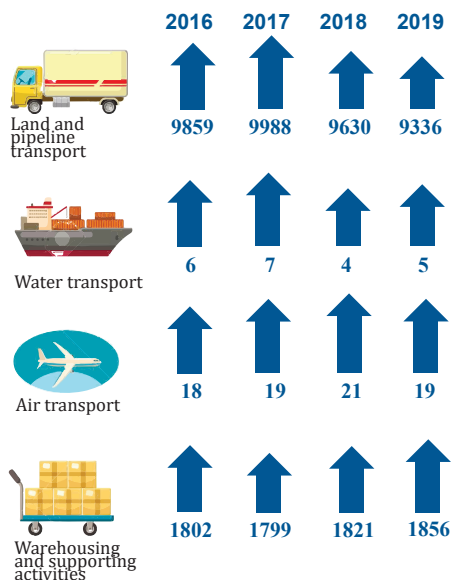 2016 2017 2018 2019
Land and
pipeline
transport
9859 9988 9630 9336
Water transport
6 7 4 5
Air transport
18 19 21 19
Warehousing
and supporting
activities
1802 1799 1821 1856